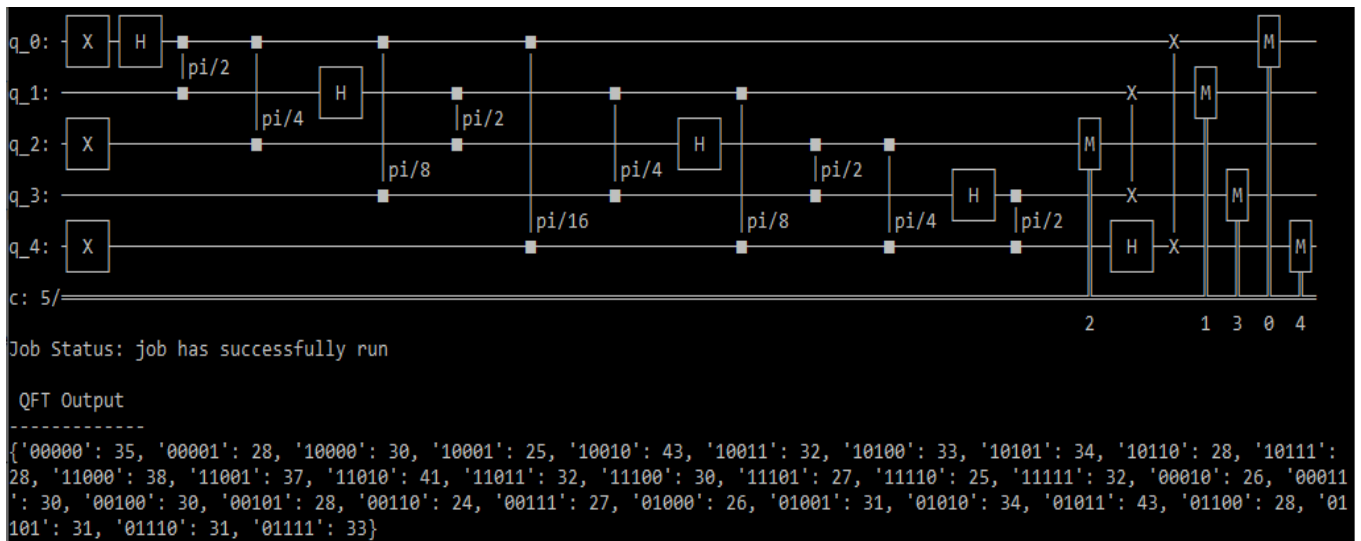 q_0: X H X M
pi/2
q_1: H X M
pi/4 pi/2
q_2: X H M
pi/8 pi/4 pi/2
q_3: H X M
pi/16 pi/8 pi/4 pi/2
q_4: X H X M
c: 5/
2 1 3 0 4
Job Status: job has successfully run
QFT Output
-------------
{'00000': 35, '00001': 28, '10000': 30, '10001': 25, '10010': 43, '10011': 32, '10100': 33, '10101': 34, '10110': 28, '10111':
28, '11000': 38, '11001': 37, '11010': 41, '11011': 32, '11100': 30, '11101': 27, '11110': 25, '11111': 32, '00010': 26, '00011
': 30, '00100': 30, '00101': 28, '00110': 24, '00111': 27, '01000': 26, '01001': 31, '01010': 34, '01011': 43, '01100': 28, '01
101': 31, '01110': 31, '01111': 33}